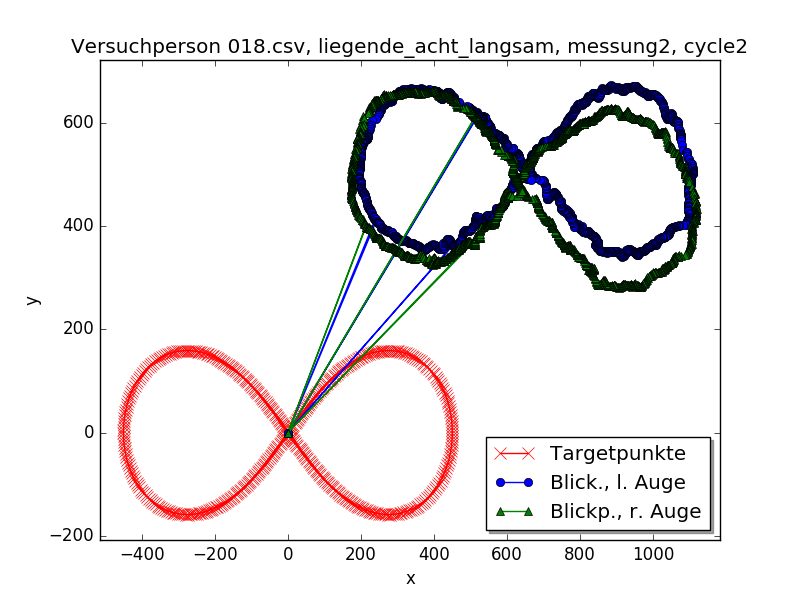 Versuchperson 018.csv, liegende_acht_langsam, messung2, cycle2
y
600
400
200
0
−200
−400
−200
0
200
400
600
800
1000
x
Targetpunkte
Blick., l. Auge
Blickp., r. Auge